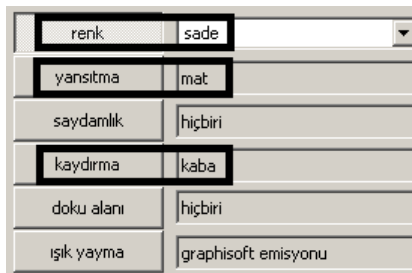 renk sade
yansıtma mat
saydamlık hiçbiri
kaydırma kaba
doku alanı hiçbiri
ışık yayma graphisoft emisyonu